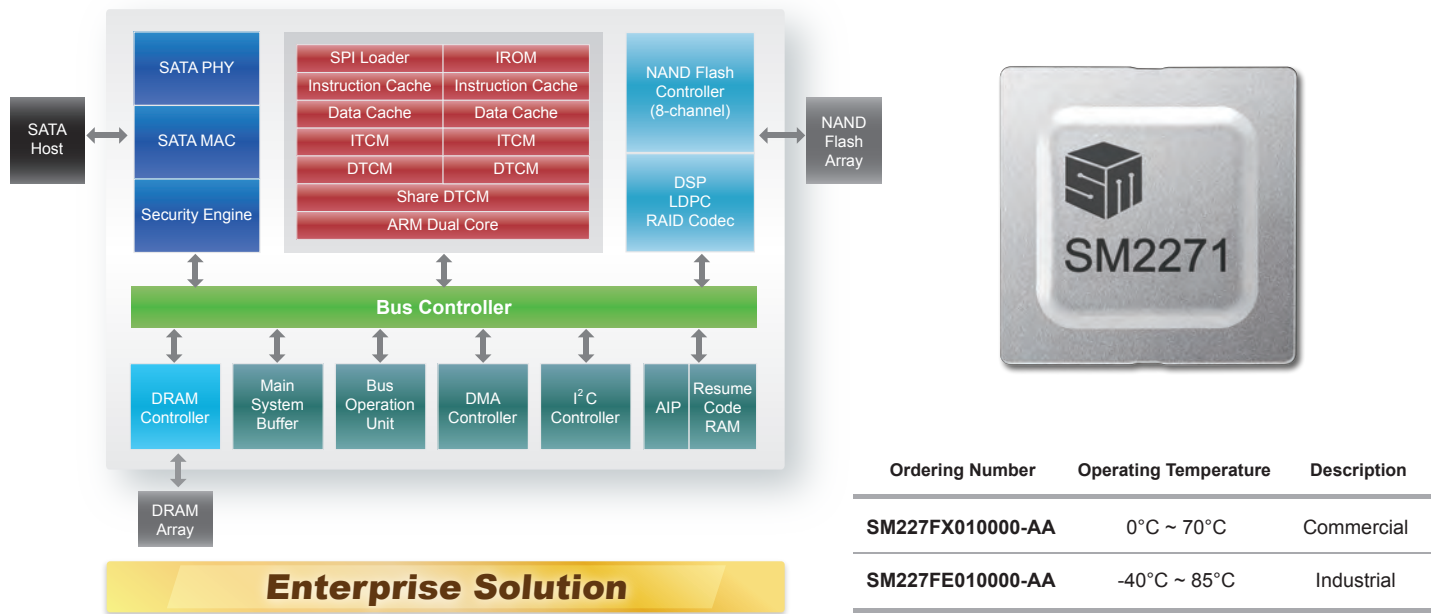 SATA
Host
SATA PHY
SATA MAC
Security Engine
SPI Loader
IROM
Instruction Cache
Instruction Cache
Data Cache
Data Cache
ITCM
ITCM
DTCM
DTCM
Share DTCM
ARM Dual Core
NAND Flash
Controller
(8-channel)
DSP
LDPC
RAID Codec
NAND
Flash
Array
Bus Controller
DRAM
Controller
Main
System
Buffer
Bus
Operation
Unit
DMA
Controller
I² C
Controller
AIP
Resume
Code
RAM
DRAM
Array
Enterprise Solution
SM
SM2271
Ordering Number Operating Temperature Description
SM227FX010000-AA 0°C ~ 70°C Commercial
SM227FE010000-AA -40°C ~ 85°C Industrial